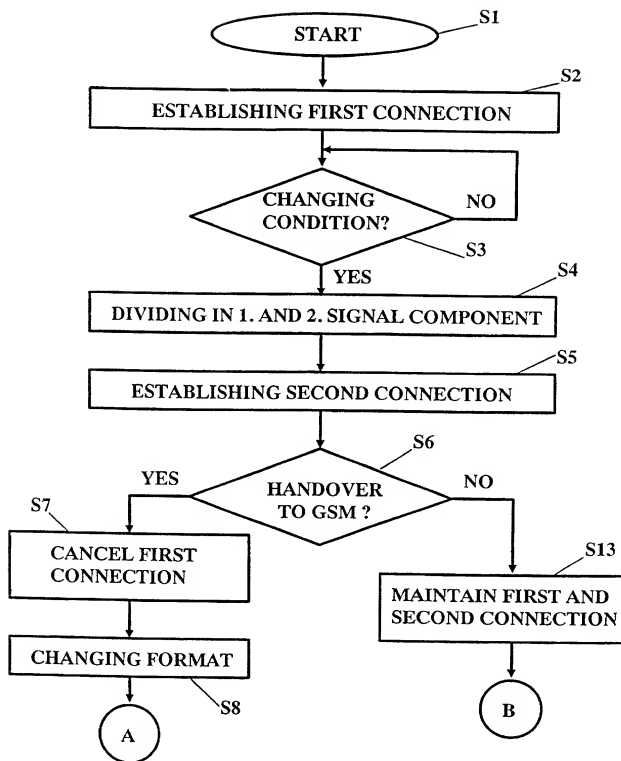 START
S1
S2
ESTABLISHING FIRST CONNECTION
CHANGING
CONDITION?
NO
S3
YES
S4
DIVIDING IN 1. AND 2. SIGNAL COMPONENT
S5
ESTABLISHING SECOND CONNECTION
S6
YES
HANDOVER
TO GSM ?
NO
S7
CANCEL FIRST
CONNECTION
S13
MAINTAIN FIRST AND
SECOND CONNECTION
CHANGING FORMAT
S8
A
B